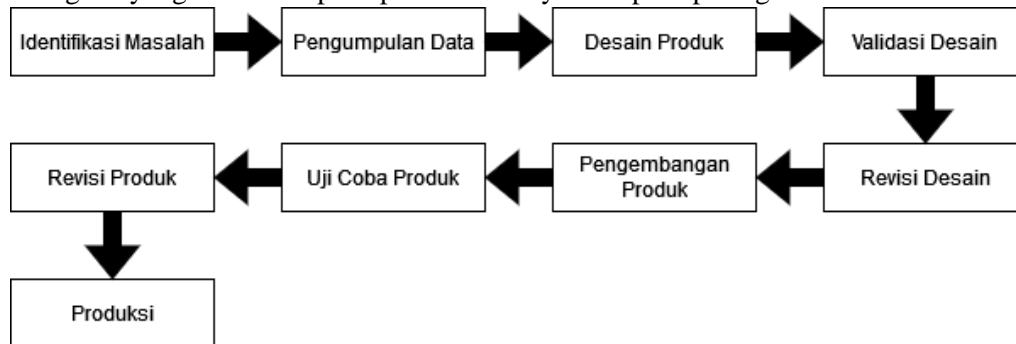 Identifikasi Masalah
Pengumpulan Data
Desain Produk
Validasi Desain
Revisi Desain
Pengembangan
Produk
Uji Coba Produk
Revisi Produk
Produksi